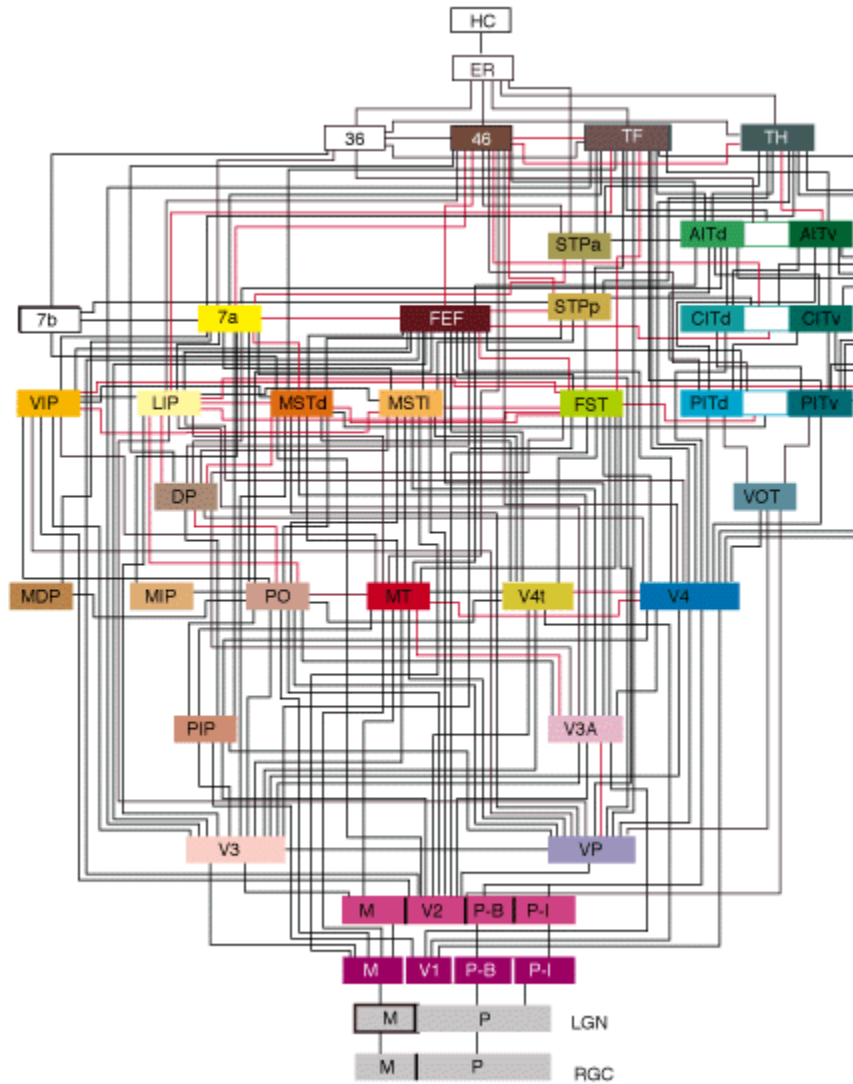 HC
ER
36 46 TF TH
STPa AITd AITv
7b 7a FEF STPp CITd CITv
VIP LIP MSTd MSTl FST PITd PITv
DP VOT
MDP MIP PO MT V4t V4
PIP V3A
V3 VP
M V2 P-B P-I
M V1 P-B P-I
M P LGN
M P RGC